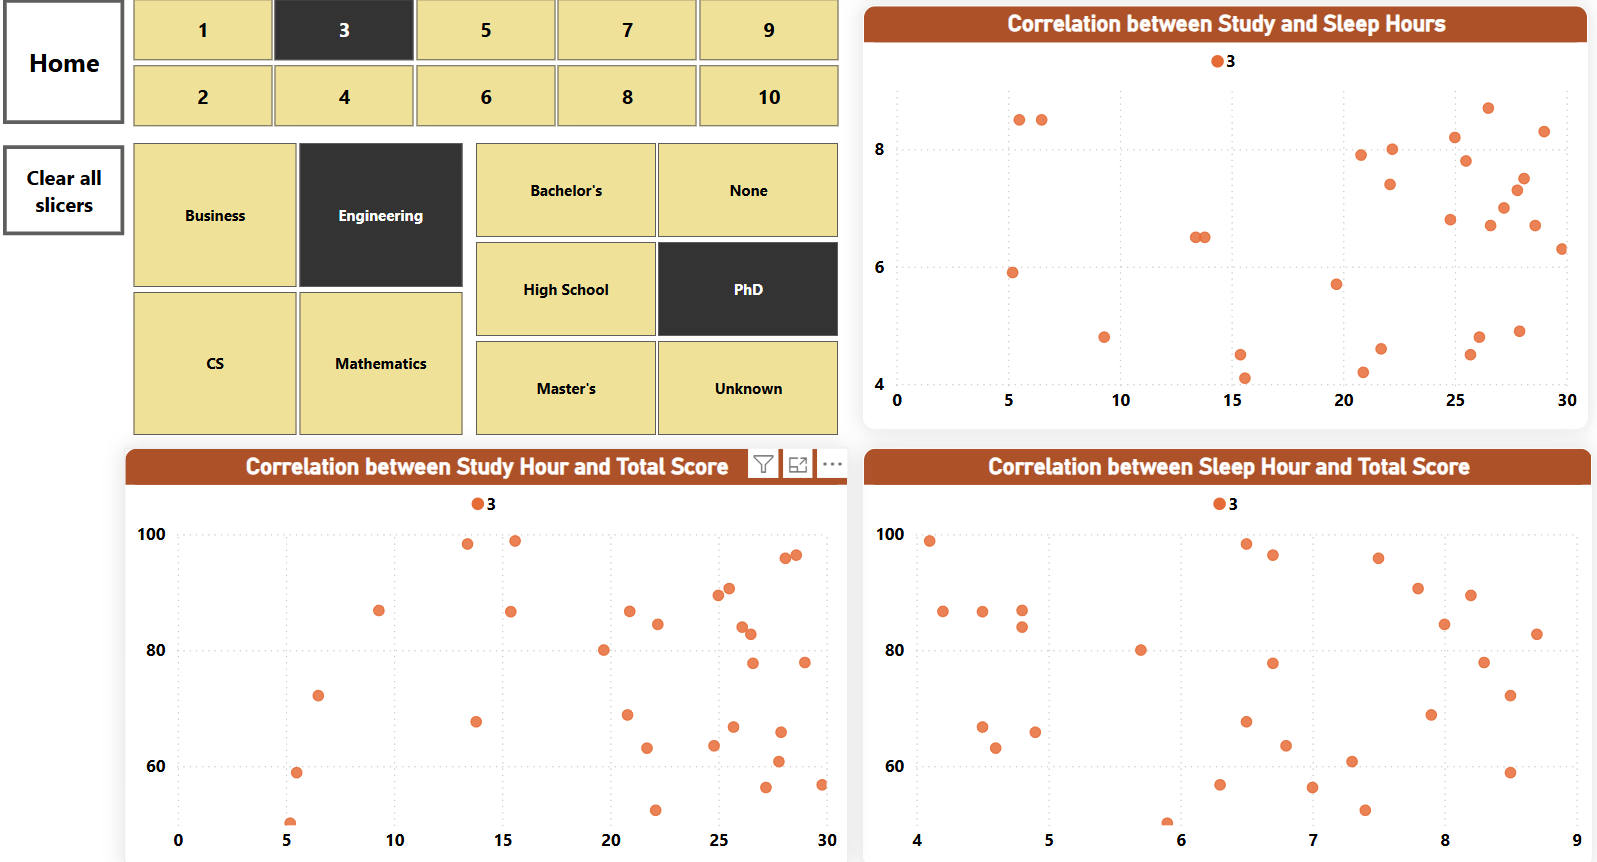 Home
1
3
5
7
9
2
4
6
8
10
Clear all
slicers
Business
Engineering
CS
Mathematics
Bachelor's
None
High School
PhD
Master's
Unknown
Correlation between Study and Sleep Hours
3
8
6
4
0
5
10
15
20
25
30
Correlation between Study Hour and Total Score
3
100
80
60
0
5
10
15
20
25
30
Correlation between Sleep Hour and Total Score
3
100
80
60
4
5
6
7
8
9